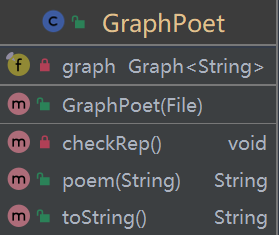 C GraphPoet
f graph Graph<String>
m GraphPoet(File)
m checkRep() void
m poem(String) String
m toString() String